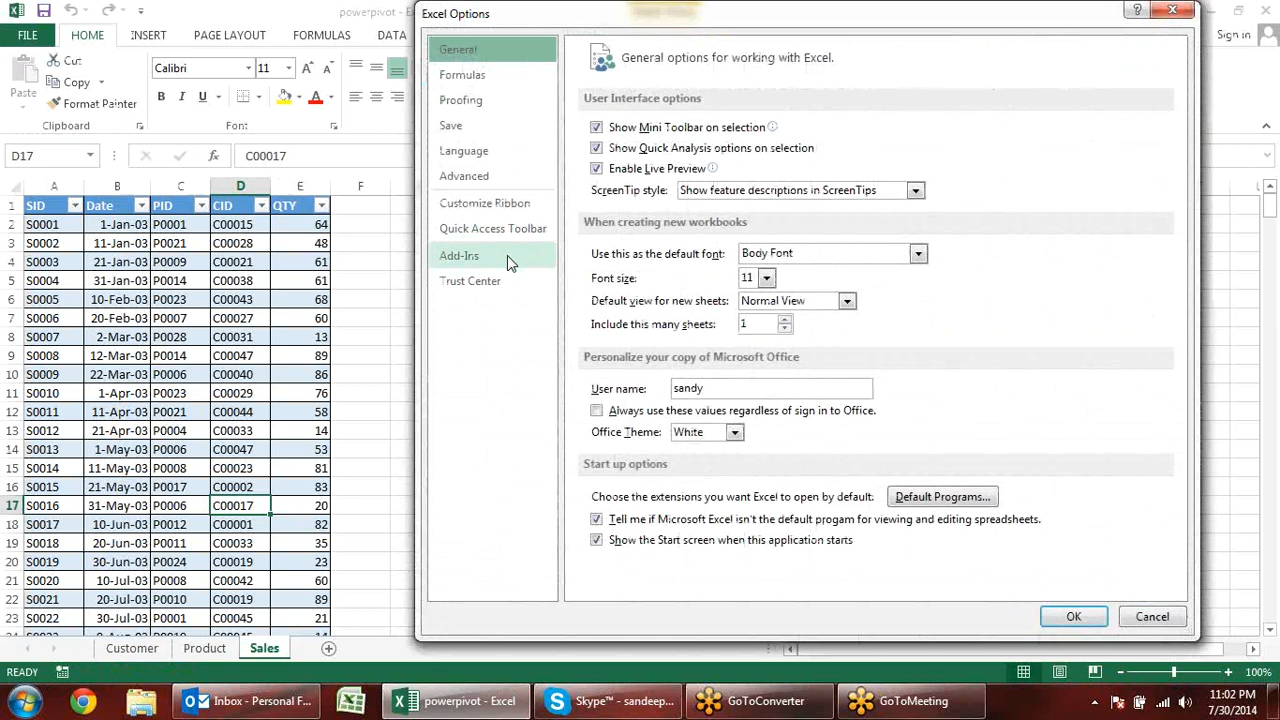 powerpivot - E
Excel Options
Sign in
FILE HOME INSERT PAGE LAYOUT FORMULAS DATA
Cut
Copy
Paste
Format Painter
Calibri 11
B I U
Clipboard Font
D17 C00017
A B C D E F
1 SID Date PID CID QTY
2 S0001 1-Jan-03 P0001 C00015 64
3 S0002 11-Jan-03 P0021 C00028 48
4 S0003 21-Jan-03 P0009 C00021 61
5 S0004 31-Jan-03 P0014 C00038 61
6 S0005 10-Feb-03 P0023 C00043 68
7 S0006 20-Feb-03 P0007 C00027 60
8 S0007 2-Mar-03 P0028 C00031 13
9 S0008 12-Mar-03 P0014 C00047 89
10 S0009 22-Mar-03 P0006 C00040 86
11 S0010 1-Apr-03 P0023 C00029 76
12 S0011 11-Apr-03 P0021 C00044 58
13 S0012 21-Apr-03 P0004 C00033 14
14 S0013 1-May-03 P0006 C00047 53
15 S0014 11-May-03 P0008 C00023 81
16 S0015 21-May-03 P0017 C00002 83
17 S0016 31-May-03 P0006 C00017 20
18 S0017 10-Jun-03 P0012 C00001 82
19 S0018 20-Jun-03 P0011 C00033 35
20 S0019 30-Jun-03 P0024 C00019 23
21 S0020 10-Jul-03 P0008 C00042 60
22 S0021 20-Jul-03 P0010 C00019 89
23 S0022 30-Jul-03 P0001 C00045 21
General
Formulas
Proofing
Save
Language
Advanced
Customize Ribbon
Quick Access Toolbar
Add-Ins
Trust Center
General options for working with Excel.
User Interface options
Show Mini Toolbar on selection
Show Quick Analysis options on selection
Enable Live Preview
ScreenTip style: Show feature descriptions in ScreenTips
When creating new workbooks
Use this as the default font: Body Font
Font size: 11
Default view for new sheets: Normal View
Include this many sheets: 1
Personalize your copy of Microsoft Office
User name: sandy
Always use these values regardless of sign in to Office.
Office Theme: White
Start up options
Choose the extensions you want Excel to open by default: Default Programs...
Tell me if Microsoft Excel isn't the default progam for viewing and editing spreadsheets.
Show the Start screen when this application starts
OK Cancel
Customer Product Sales
READY 100%
Inbox - Personal F...
powerpivot - Excel
Skype™ - sandeep...
GoToConverter
GoToMeeting
11:02 PM
7/30/2014